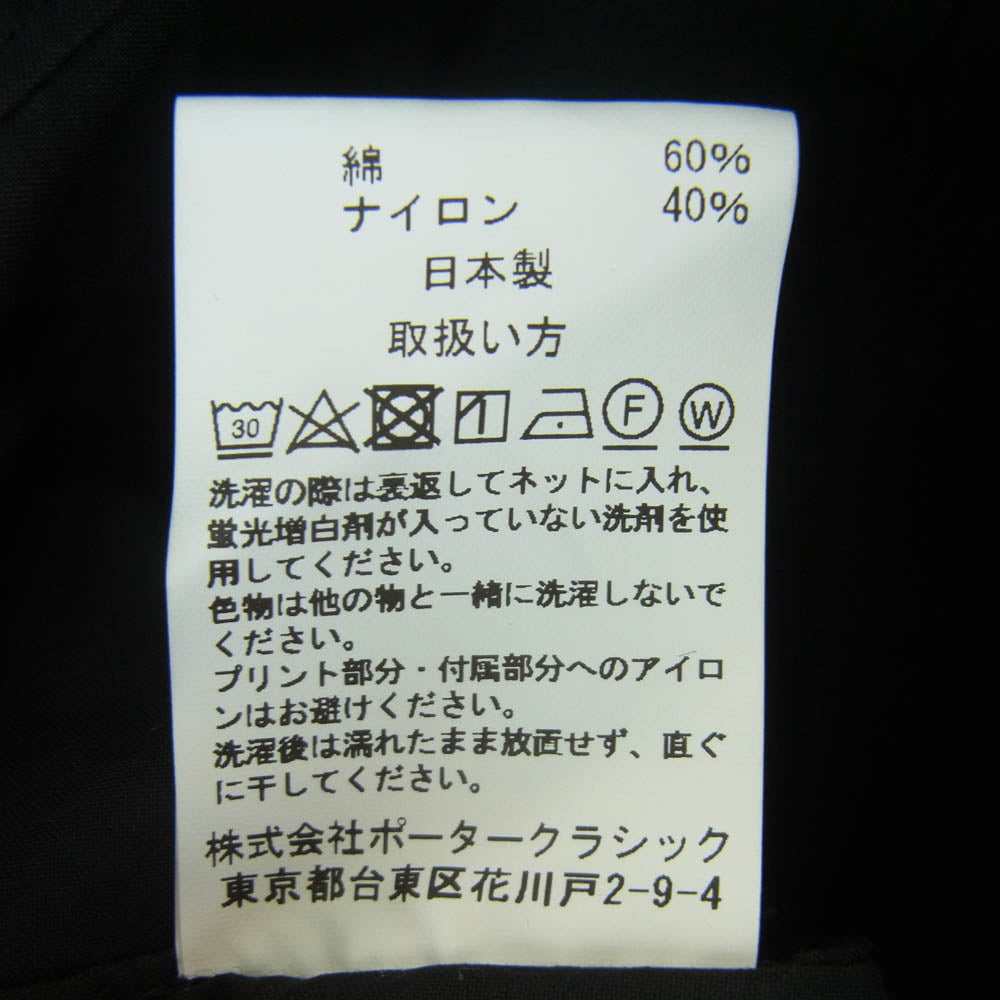 綿 60%
ナイロン 40%
日本製
取扱い方
30 F W
洗濯の際は裏返してネットに入れ、
蛍光増白剤が入っていない洗剤を使
用してください。
色物は他の物と一緒に洗濯しないで
ください。
プリント部分・付属部分へのアイロ
ンはお避けください。
洗濯後は濡れたまま放置せず、直ぐ
に干してください。
株式会社ポータークラシック
東京都台東区花川戸2-9-4